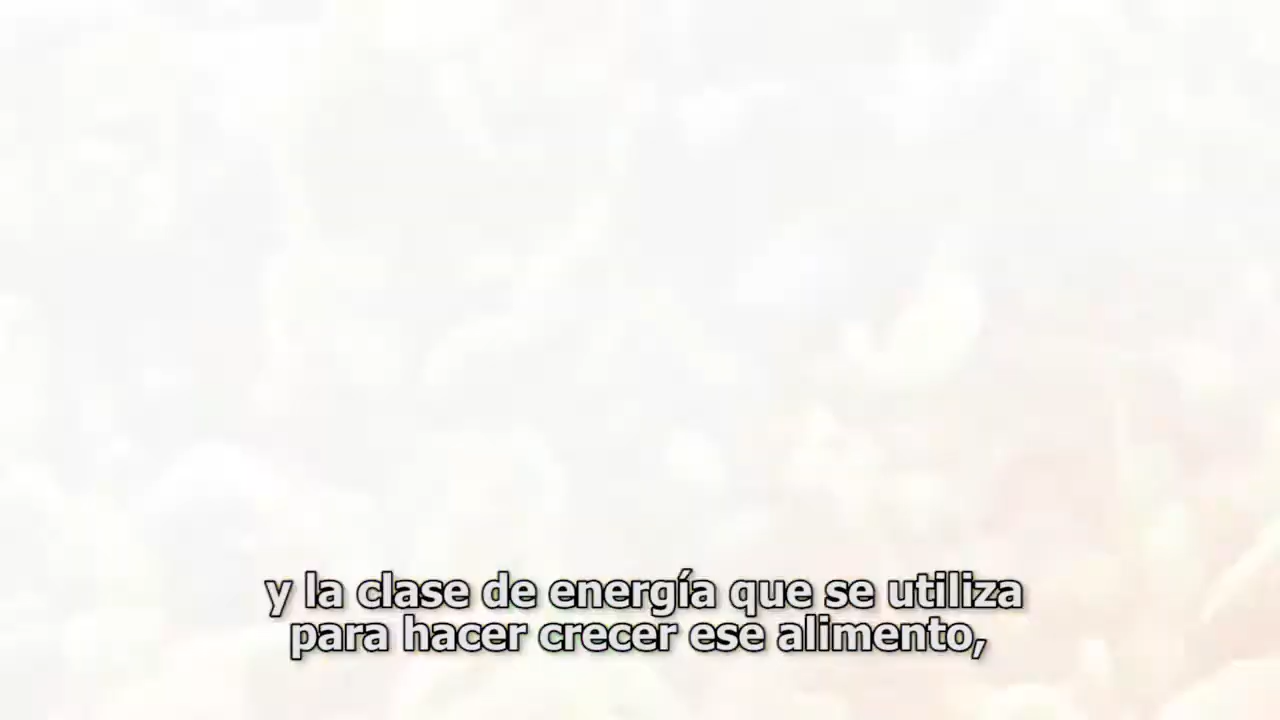 y la clase de energía que se utiliza
para hacer crecer ese alimento,